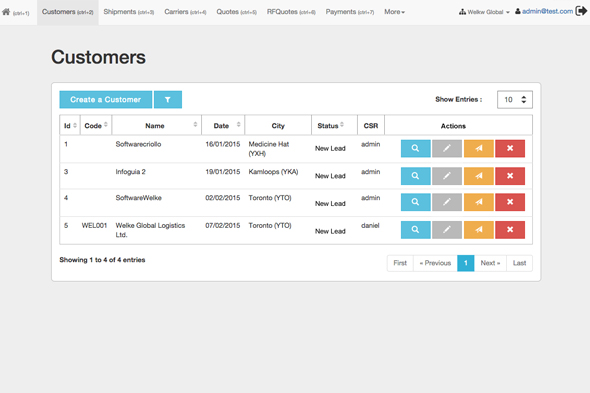 (ctrl+1) Customers (ctrl+2) Shipments (ctrl+3) Carriers (ctrl+4) Quotes (ctrl+5) RFQuotes (ctrl+6) Payments (ctrl+7) More Welkw Global admin@test.com
Customers
Create a Customer Show Entries : 10
Id Code Name Date City Status CSR Actions
1 Softwarecriollo 16/01/2015 Medicine Hat (YXH) New Lead admin
3 Infoguia 2 19/01/2015 Kamloops (YKA) New Lead admin
4 SoftwareWelke 02/02/2015 Toronto (YTO) New Lead admin
5 WEL001 Welke Global Logistics Ltd. 07/02/2015 Toronto (YTO) New Lead daniel
Showing 1 to 4 of 4 entries First « Previous 1 Next » Last